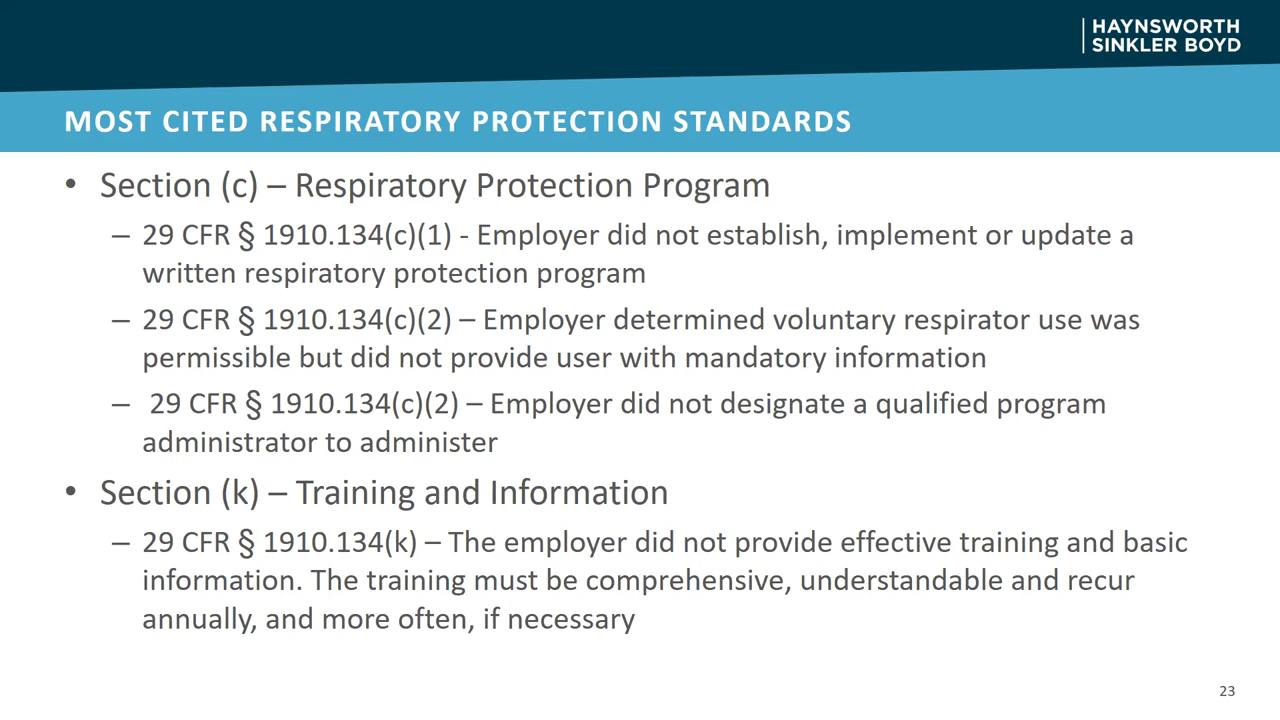 HAYNSWORTH
SINKLER BOYD
MOST CITED RESPIRATORY PROTECTION STANDARDS
• Section (c) – Respiratory Protection Program
– 29 CFR § 1910.134(c)(1) - Employer did not establish, implement or update a
written respiratory protection program
– 29 CFR § 1910.134(c)(2) – Employer determined voluntary respirator use was
permissible but did not provide user with mandatory information
– 29 CFR § 1910.134(c)(2) – Employer did not designate a qualified program
administrator to administer
• Section (k) – Training and Information
– 29 CFR § 1910.134(k) – The employer did not provide effective training and basic
information. The training must be comprehensive, understandable and recur
annually, and more often, if necessary
23